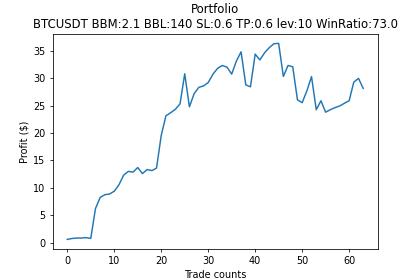 Portfolio
BTCUSDT BBM:2.1 BBL:140 SL:0.6 TP:0.6 lev:10 WinRatio:73.0
35
30
25
20
15
10
5
0
Profit ($)
0 10 20 30 40 50 60
Trade counts